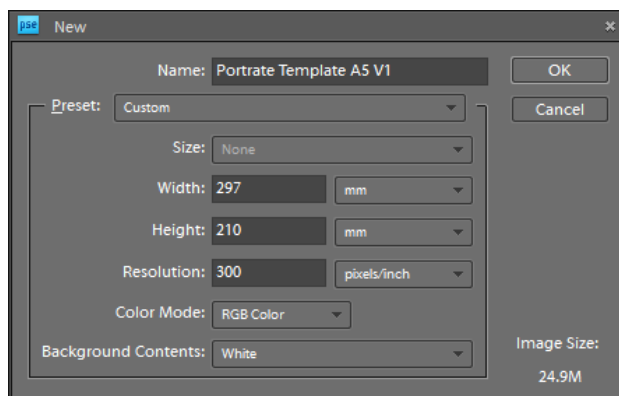 pse New
Name: Portrate Template A5 V1
OK
Preset: Custom
Cancel
Size: None
Width: 297 mm
Height: 210 mm
Resolution: 300 pixels/inch
Color Mode: RGB Color
Background Contents: White
Image Size:
24.9M